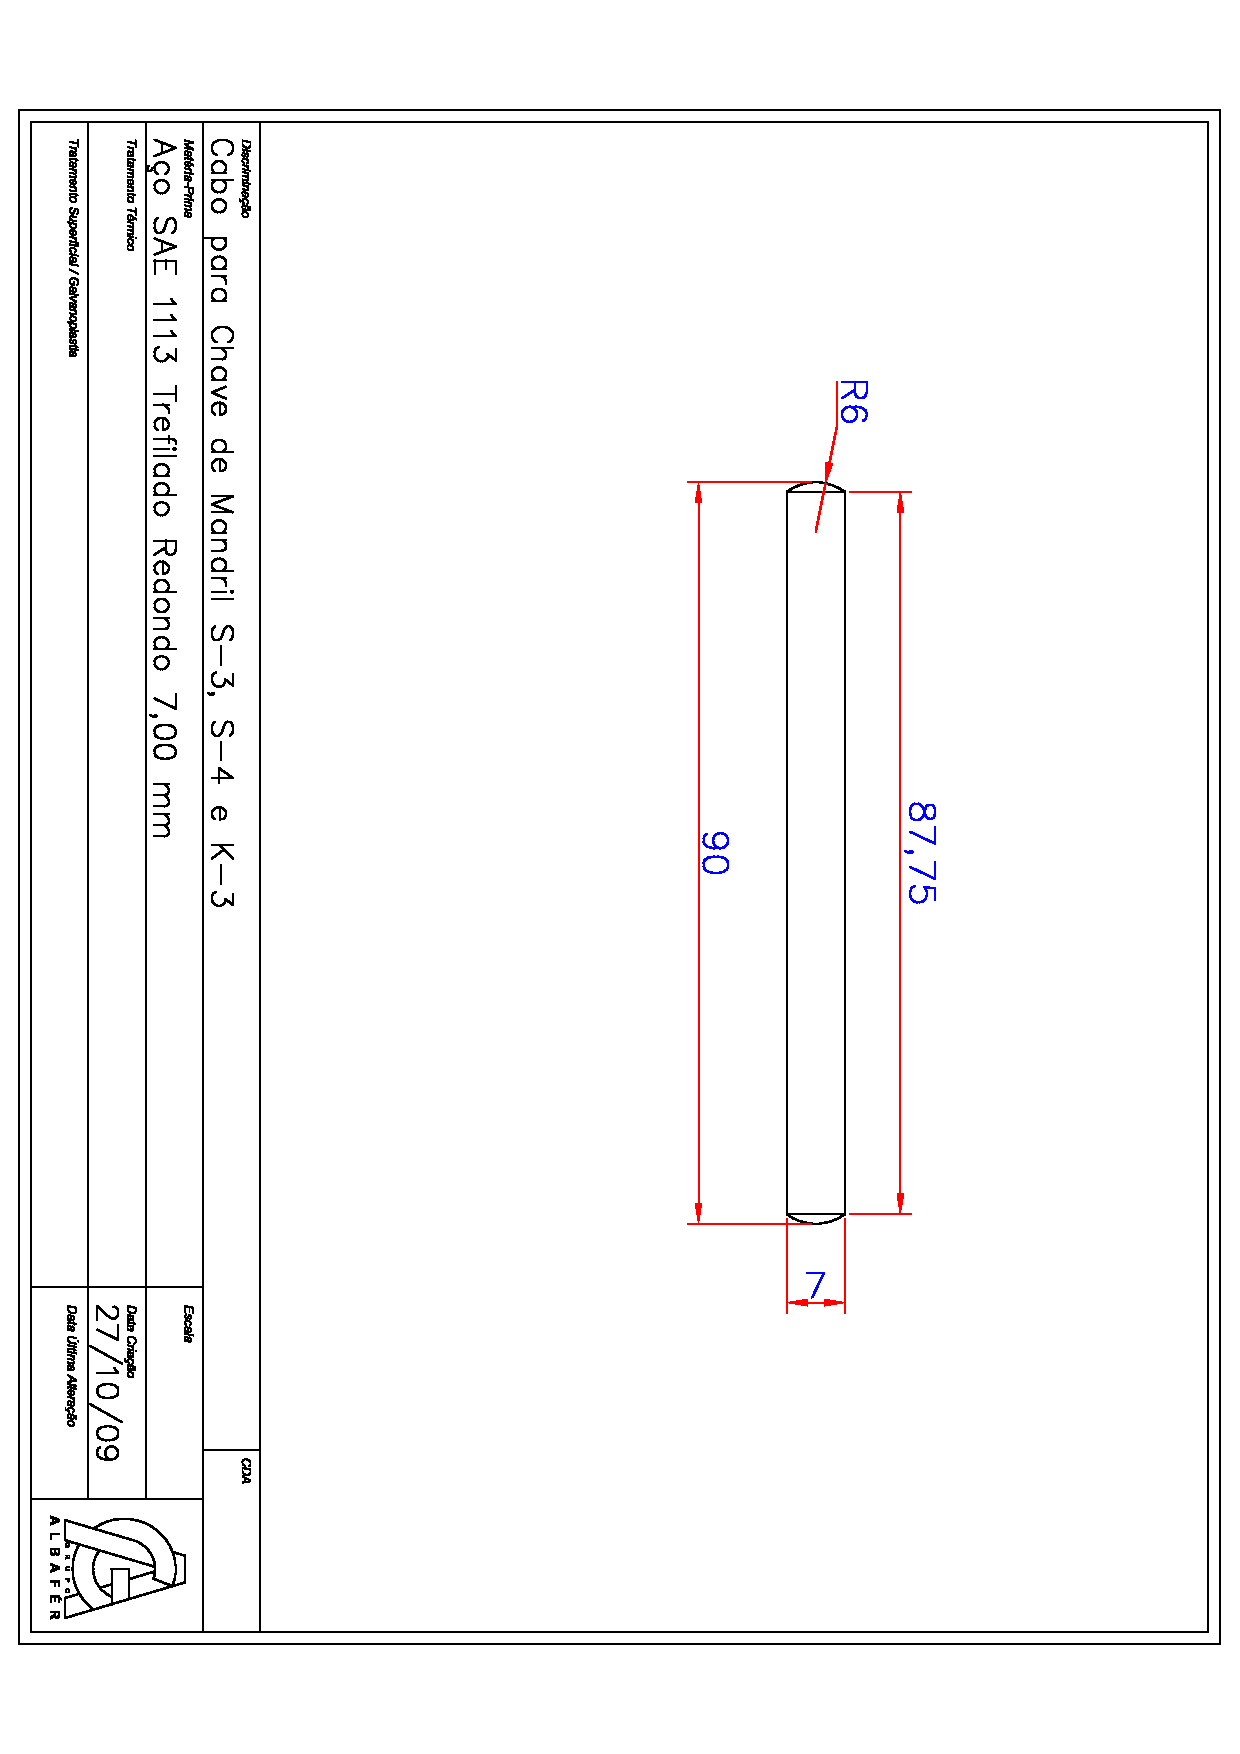 R6
87,75
90
7
Discriminação
Cabo para Chave de Mandril S-3, S-4 e K-3
CDA
Matéria-Prima
Aço SAE 1113 Trefilado Redondo 7,00 mm
Escala
Tratamento Térmico
Data Criação
27/10/09
Tratamento Superficial / Galvanoplastia
Data Última Alteração
GRUPO
ALBAFÉR